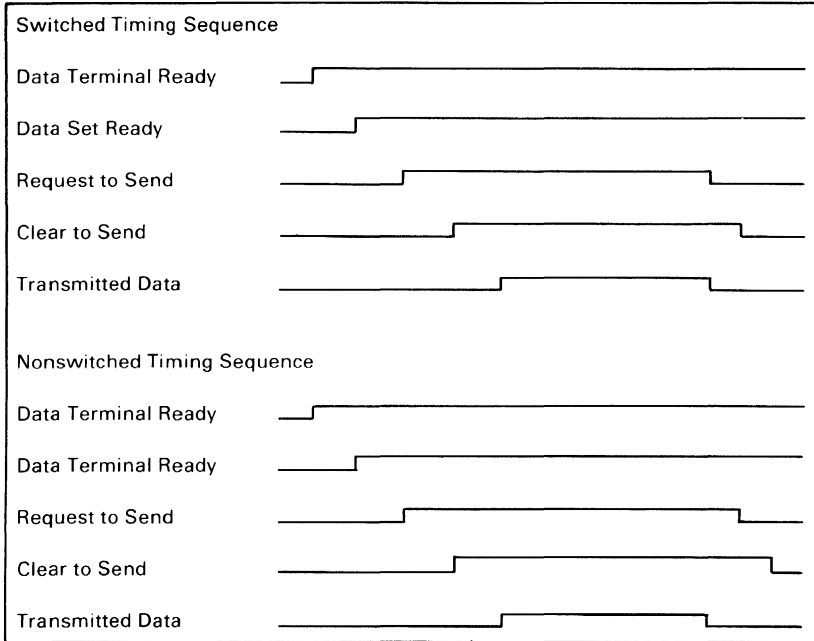 Switched Timing Sequence
Data Terminal Ready
Data Set Ready
Request to Send
Clear to Send
Transmitted Data
Nonswitched Timing Sequence
Data Terminal Ready
Data Terminal Ready
Request to Send
Clear to Send
Transmitted Data